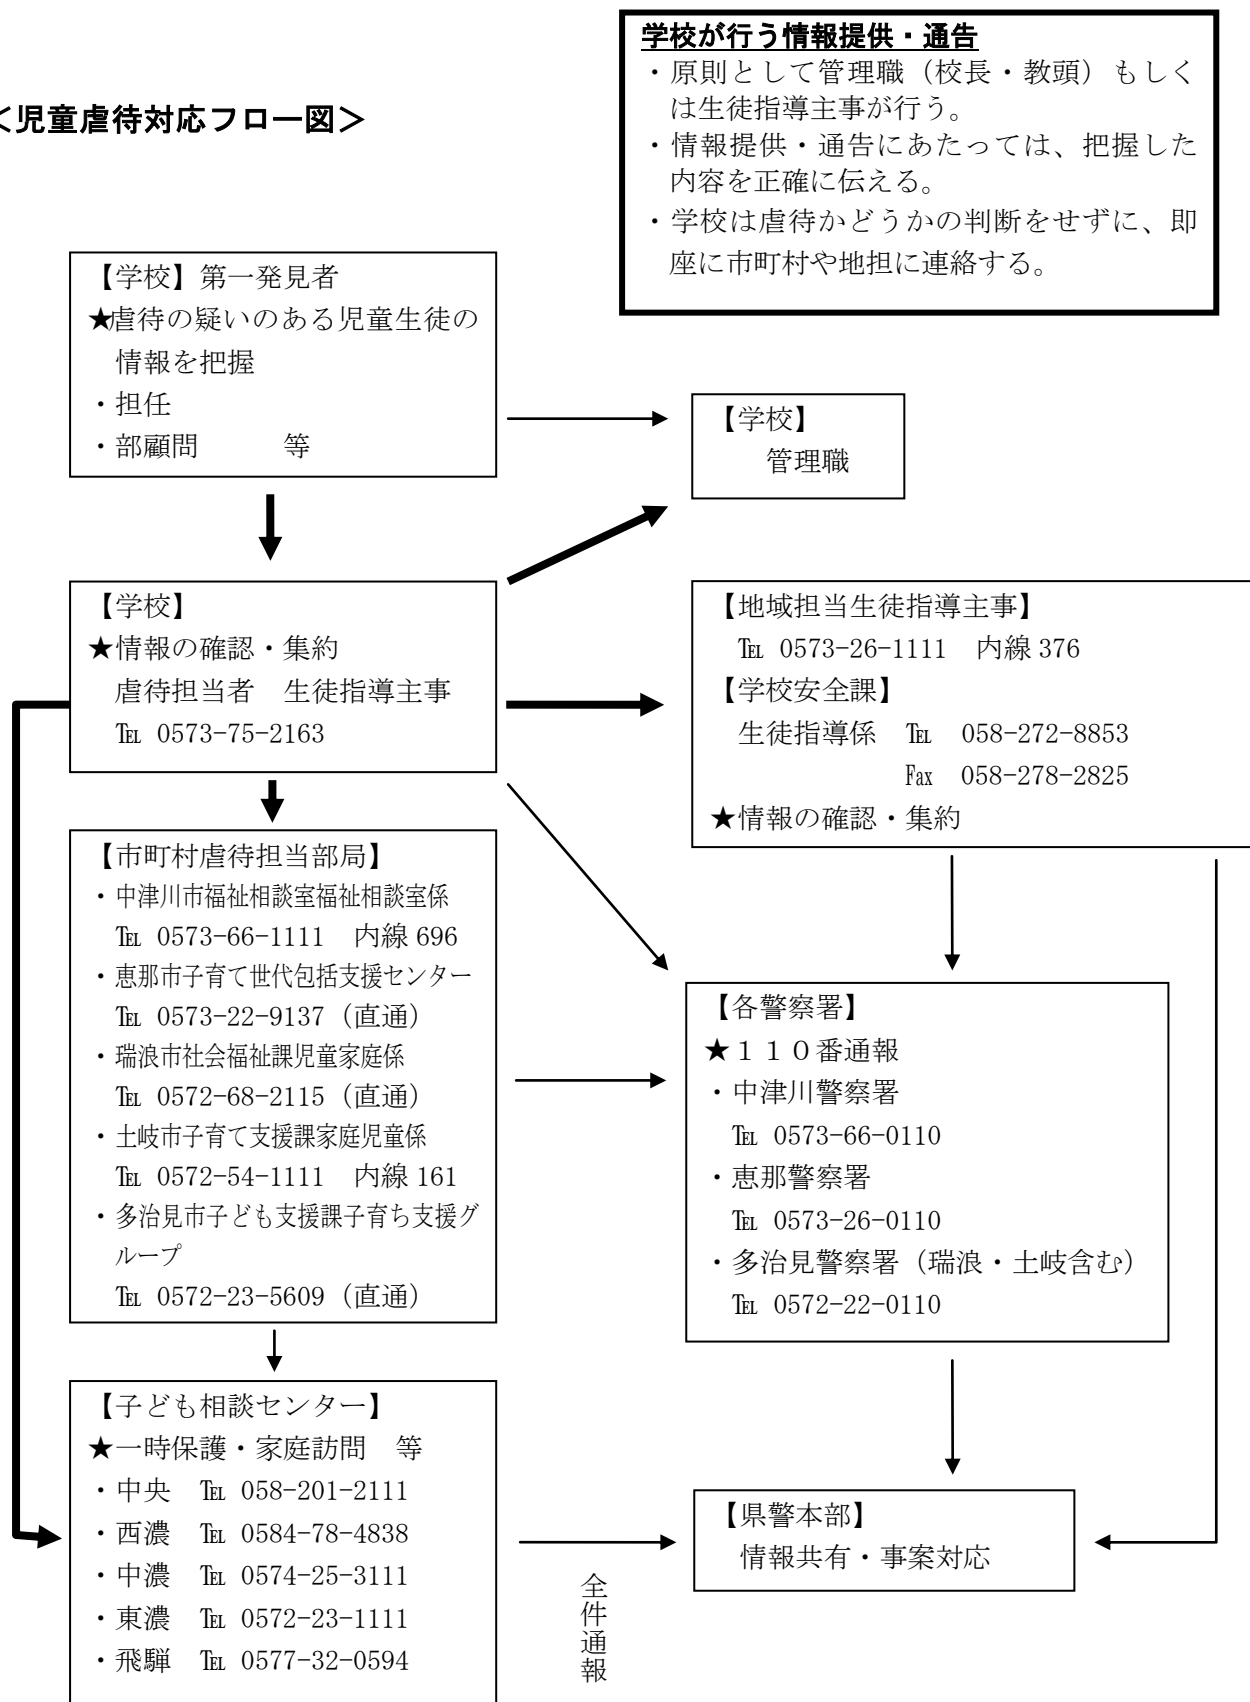 学校が行う情報提供・通告
・原則として管理職（校長・教頭）もしく
は生徒指導主事が行う。
・情報提供・通告にあたっては、把握した
内容を正確に伝える。
・学校は虐待かどうかの判断をせずに、即
座に市町村や地担に連絡する。
＜児童虐待対応フロー図＞
【学校】第一発見者
★虐待の疑いのある児童生徒の
情報を把握
・担任
・部顧問　　等
【学校】
管理職
【学校】
★情報の確認・集約
虐待担当者　生徒指導主事
℡ 0573-75-2163
【地域担当生徒指導主事】
℡ 0573-26-1111　内線 376
【学校安全課】
生徒指導係　℡　058-272-8853
Fax　058-278-2825
★情報の確認・集約
【市町村虐待担当部局】
・中津川市福祉相談室福祉相談室係
℡ 0573-66-1111　内線 696
・恵那市子育て世代包括支援センター
℡ 0573-22-9137（直通）
・瑞浪市社会福祉課児童家庭係
℡ 0572-68-2115（直通）
・土岐市子育て支援課家庭児童係
℡ 0572-54-1111　内線 161
・多治見市子ども支援課子育ち支援グ
ループ
℡ 0572-23-5609（直通）
【各警察署】
★１１０番通報
・中津川警察署
℡ 0573-66-0110
・恵那警察署
℡ 0573-26-0110
・多治見警察署（瑞浪・土岐含む）
℡ 0572-22-0110
【子ども相談センター】
★一時保護・家庭訪問　等
・中央　℡ 058-201-2111
・西濃　℡ 0584-78-4838
・中濃　℡ 0574-25-3111
・東濃　℡ 0572-23-1111
・飛騨　℡ 0577-32-0594
全件通報
【県警本部】
情報共有・事案対応